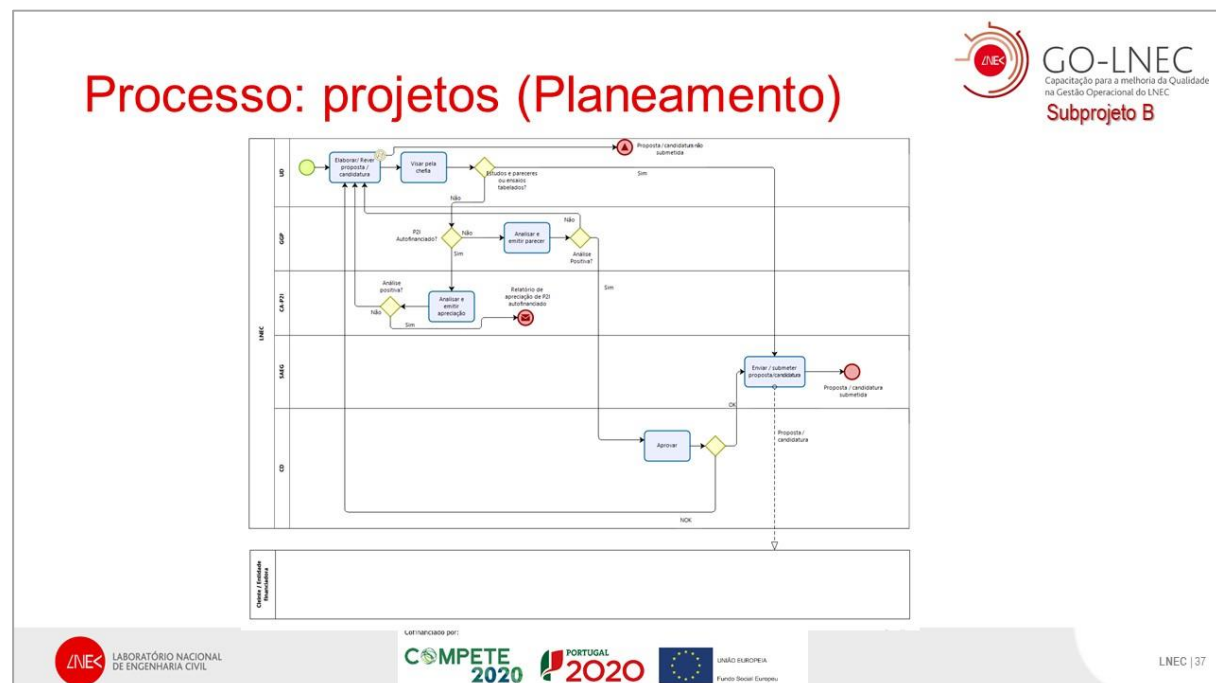 Processo: projetos (Planeamento)
LNEC
GO-LNEC
Capacitação para a melhoria da Qualidade
na Gestão Operacional do LNEC
Subprojeto B
LNEC
UD
Elaborar/ Rever
proposta /
candidatura
Visar pela
chefia
Estudos e pareceres
ou ensaios
tabelados?
Proposta / candidatura não
submetida
Sim
Não
GGP
P2I
Autofinanciado?
Não
Sim
Analisar e
emitir parecer
Não
Análise
Positiva?
Sim
CA-P2I
Análise
positiva?
Não
Sim
Analisar e
emitir
apreciação
Relatório de
apreciação de P2I
autofinanciado
SAEG
Enviar / submeter
proposta/candidatura
Proposta / candidatura
submetida
OK
CD
Aprovar
Proposta /
candidatura
NOK
Cliente / Entidade
financiadora
LNEC
LABORATÓRIO NACIONAL
DE ENGENHARIA CIVIL
Cofinanciado por:
COMPETE
2020
PORTUGAL
2020
UNIÃO EUROPEIA
Fundo Social Europeu
LNEC | 37